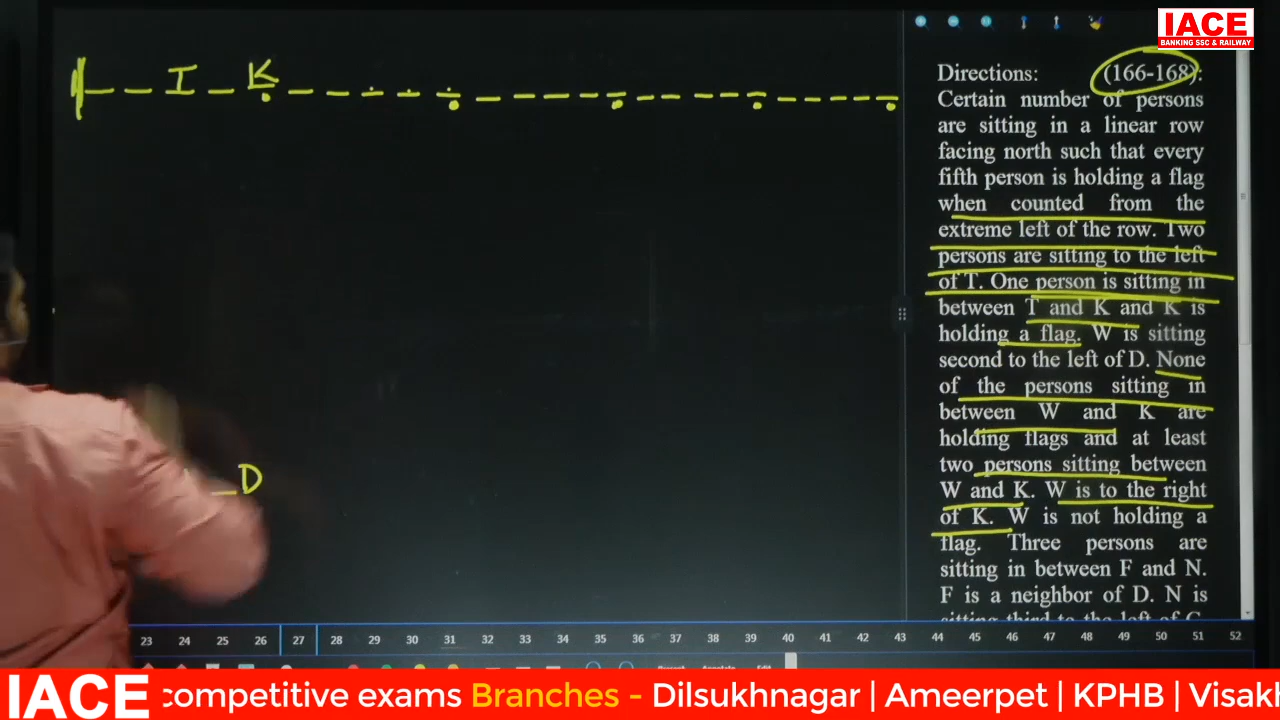 IACE
BANKING SSC & RAILWAY
T K
D
Directions: (166-168):
Certain number of persons
are sitting in a linear row
facing north such that every
fifth person is holding a flag
when counted from the
extreme left of the row. Two
persons are sitting to the left
of T. One person is sitting in
between T and K and K is
holding a flag. W is sitting
second to the left of D. None
of the persons sitting in
between W and K are
holding flags and at least
two persons sitting between
W and K. W is to the right
of K. W is not holding a
flag. Three persons are
sitting in between F and N.
F is a neighbor of D. N is
sitting third to the left of C
23 24 25 26 27 28 29 30 31 32 33 34 35 36 37 38 39 40 41 42 43 44 45 46 47 48 49 50 51 52
IACE competitive exams Branches - Dilsukhnagar | Ameerpet | KPHB | Visak